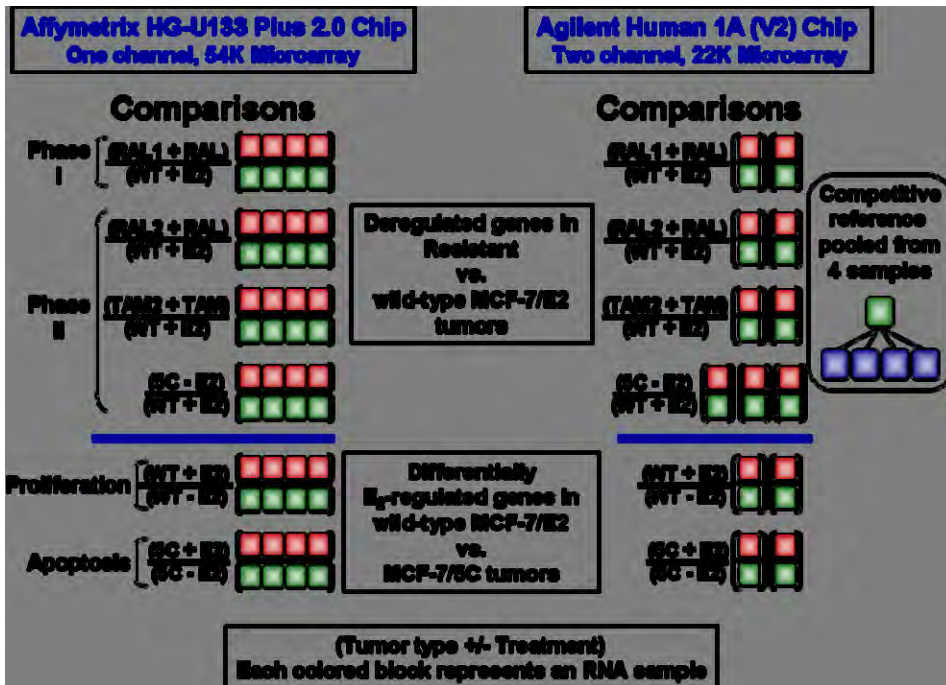 Affymetrix HG-U133 Plus 2.0 Chip
One channel, 54K Microarray
Agilent Human 1A (V2) Chip
Two channel, 22K Microarray
Comparisons
Comparisons
Phase
I
(RAL1 + RAL)
(WT + E2)
(RAL1 + RAL)
(WT + E2)
Phase
II
(RAL2 + RAL)
(WT + E2)
(TAM2 + TAM)
(WT + E2)
(5C - E2)
(WT + E2)
Deregulated genes in
Resistant
vs.
wild-type MCF-7/E2
tumors
(RAL2 + RAL)
(WT + E2)
(TAM2 + TAM)
(WT + E2)
(5C - E2)
(WT + E2)
Competitive
reference
pooled from
4 samples
Proliferation
(WT + E2)
(WT - E2)
Apoptosis
(5C + E2)
(5C - E2)
Differentially
E₂-regulated genes in
wild-type MCF-7/E2
vs.
MCF-7/5C tumors
(WT + E2)
(WT - E2)
(5C + E2)
(5C - E2)
(Tumor type +/- Treatment)
Each colored block represents an RNA sample